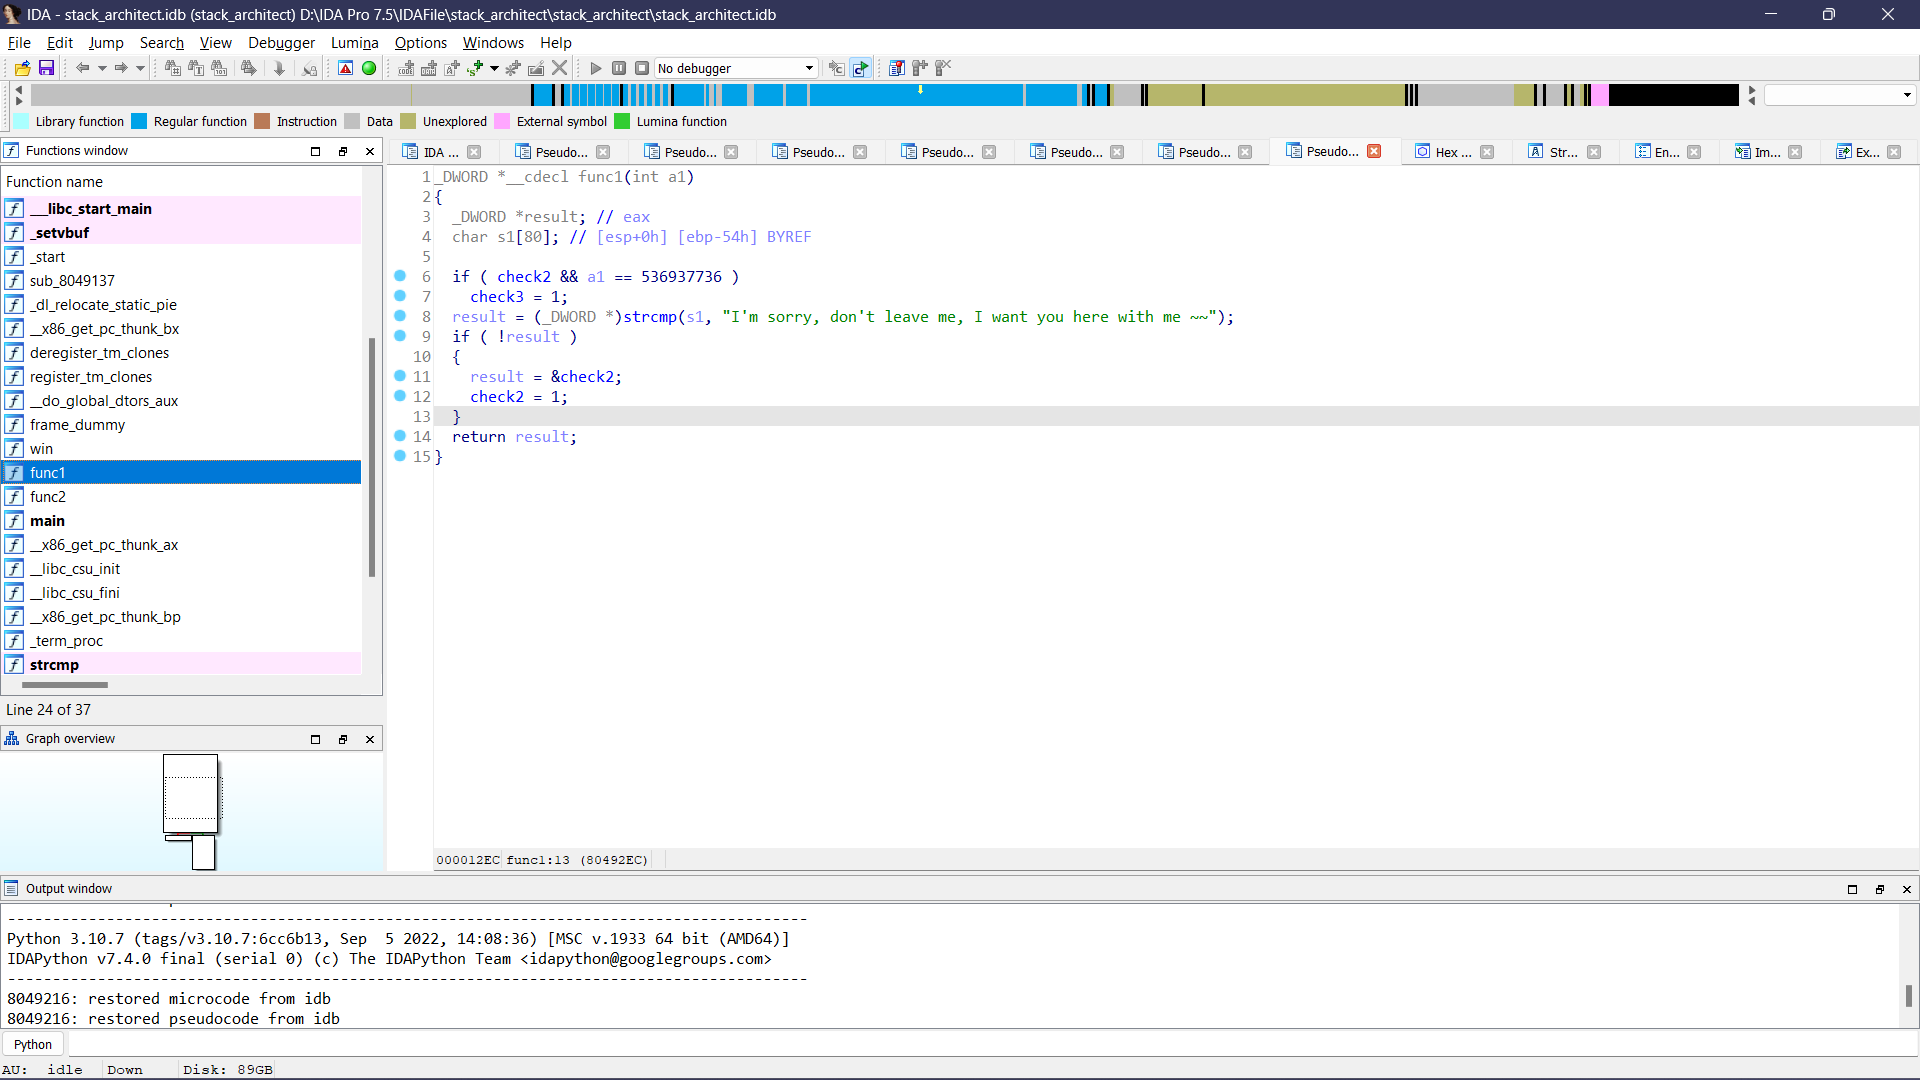 IDA - stack_architect.idb (stack_architect) D:\IDA Pro 7.5\IDAFile\stack_architect\stack_architect\stack_architect.idb
File Edit Jump Search View Debugger Lumina Options Windows Help
No debugger
Library function Regular function Instruction Data Unexplored External symbol Lumina function
Functions window
IDA ... Pseudo... Pseudo... Pseudo... Pseudo... Pseudo... Pseudo... Pseudo... Hex ... Str... En... Im... Ex...
Function name
__libc_start_main
_setvbuf
_start
sub_8049137
_dl_relocate_static_pie
__x86_get_pc_thunk_bx
deregister_tm_clones
register_tm_clones
__do_global_dtors_aux
frame_dummy
win
func1
func2
main
__x86_get_pc_thunk_ax
__libc_csu_init
__libc_csu_fini
__x86_get_pc_thunk_bp
_term_proc
strcmp
Line 24 of 37
Graph overview
1 _DWORD *__cdecl func1(int a1)
2 {
3 _DWORD *result; // eax
4 char s1[80]; // [esp+0h] [ebp-54h] BYREF
5
6 if ( check2 && a1 == 536937736 )
7 check3 = 1;
8 result = (_DWORD *)strcmp(s1, "I'm sorry, don't leave me, I want you here with me ~~");
9 if ( !result )
10 {
11 result = &check2;
12 check2 = 1;
13 }
14 return result;
15 }
000012EC func1:13 (80492EC)
Output window
--------------------------------------------------------------------------------
Python 3.10.7 (tags/v3.10.7:6cc6b13, Sep  5 2022, 14:08:36) [MSC v.1933 64 bit (AMD64)]
IDAPython v7.4.0 final (serial 0) (c) The IDAPython Team <idapython@googlegroups.com>
--------------------------------------------------------------------------------
8049216: restored microcode from idb
8049216: restored pseudocode from idb
Python
AU: idle Down Disk: 89GB